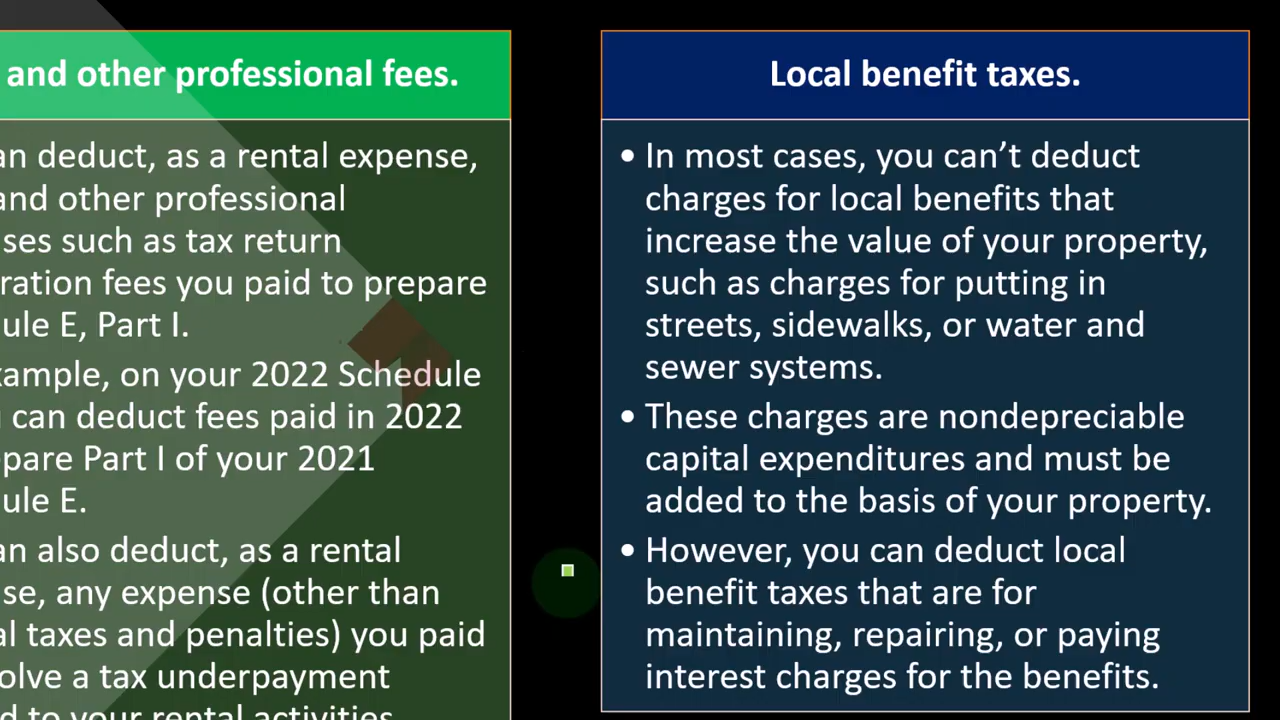 and other professional fees.
an deduct, as a rental expense,
and other professional
ses such as tax return
ration fees you paid to prepare
ule E, Part I.
xample, on your 2022 Schedule
can deduct fees paid in 2022
pare Part I of your 2021
ule E.
an also deduct, as a rental
se, any expense (other than
al taxes and penalties) you paid
olve a tax underpayment
d to your rental activities
Local benefit taxes.
• In most cases, you can’t deduct
charges for local benefits that
increase the value of your property,
such as charges for putting in
streets, sidewalks, or water and
sewer systems.
• These charges are nondepreciable
capital expenditures and must be
added to the basis of your property.
• However, you can deduct local
benefit taxes that are for
maintaining, repairing, or paying
interest charges for the benefits.